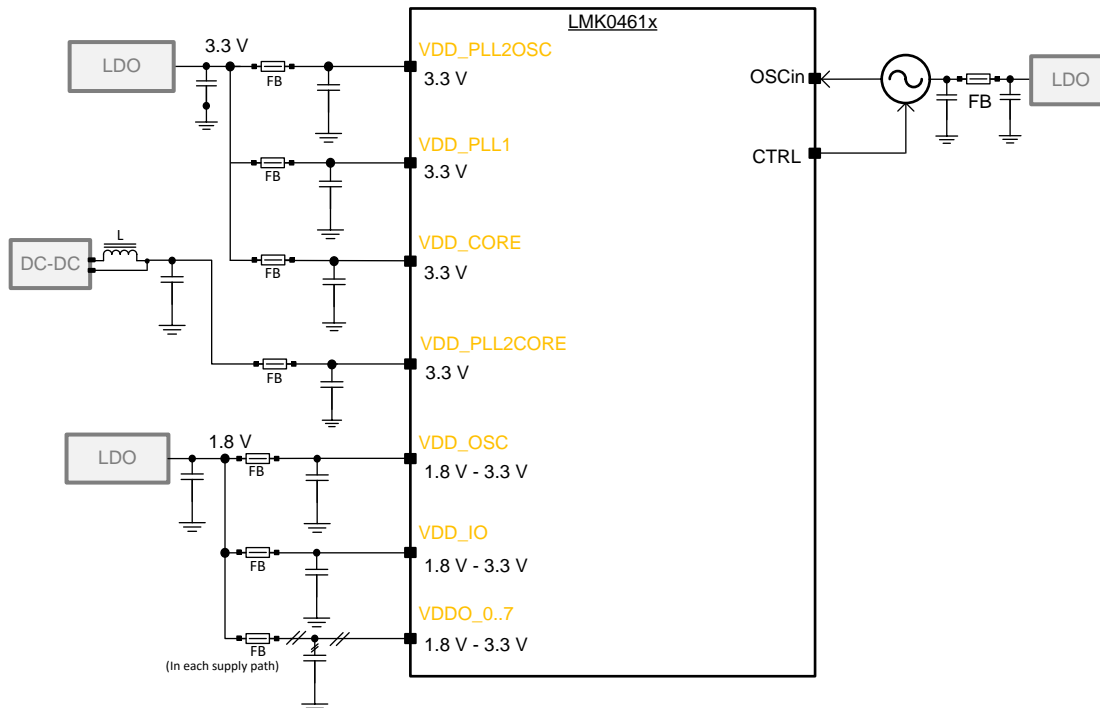 LMK0461x
LDO
3.3 V
FB
VDD_PLL2OSC
3.3 V
OSCin
FB
LDO
VDD_PLL1
3.3 V
FB
CTRL
DC-DC
L
VDD_CORE
3.3 V
FB
VDD_PLL2CORE
3.3 V
FB
LDO
1.8 V
FB
VDD_OSC
1.8 V - 3.3 V
VDD_IO
1.8 V - 3.3 V
FB
VDDO_0..7
1.8 V - 3.3 V
FB
(In each supply path)